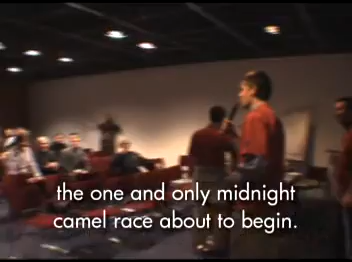 the one and only midnight
camel race about to begin.